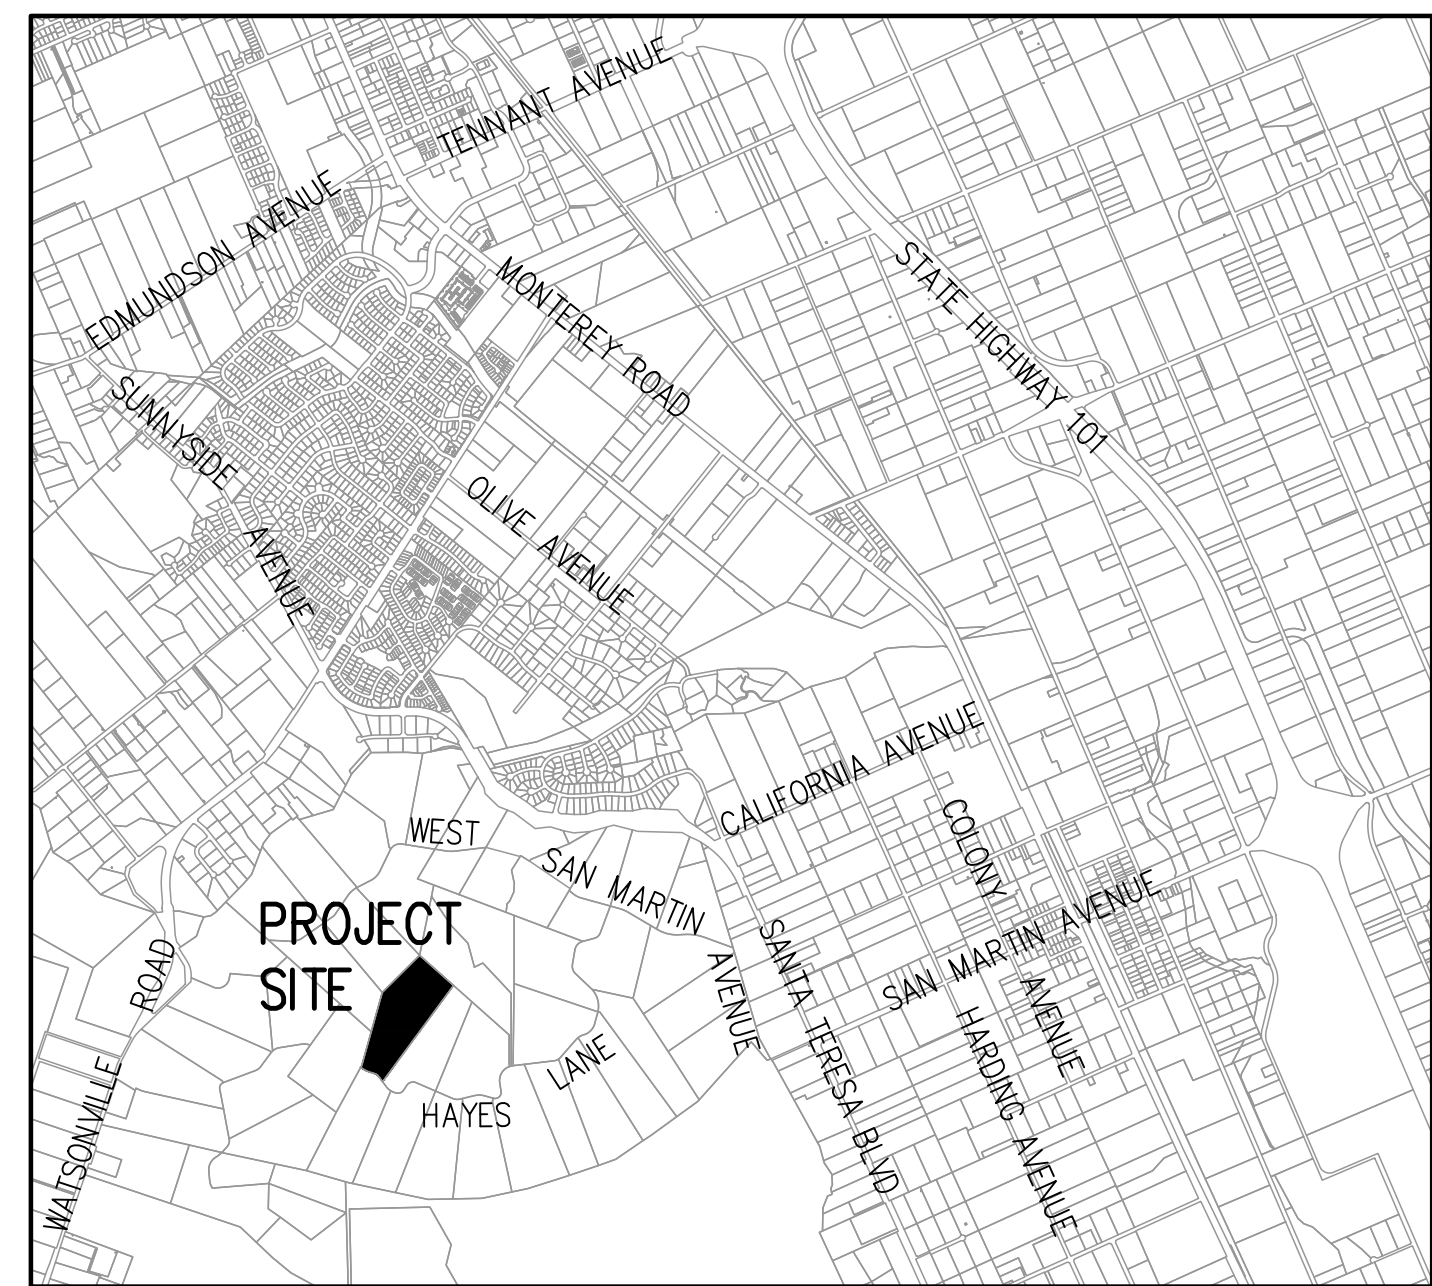 TENNANT AVENUE
EDMUNDSON AVENUE
MONTEREY ROAD
STATE HIGHWAY 101
SUNNYSIDE AVENUE
OLIVE AVENUE
CALIFORNIA AVENUE
WEST SAN MARTIN AVENUE
COLONY AVENUE
SAN MARTIN AVENUE
PROJECT
SITE
SANTA TERESA BLVD
WATSONVILLE ROAD
HARDING AVENUE
HAYES LANE